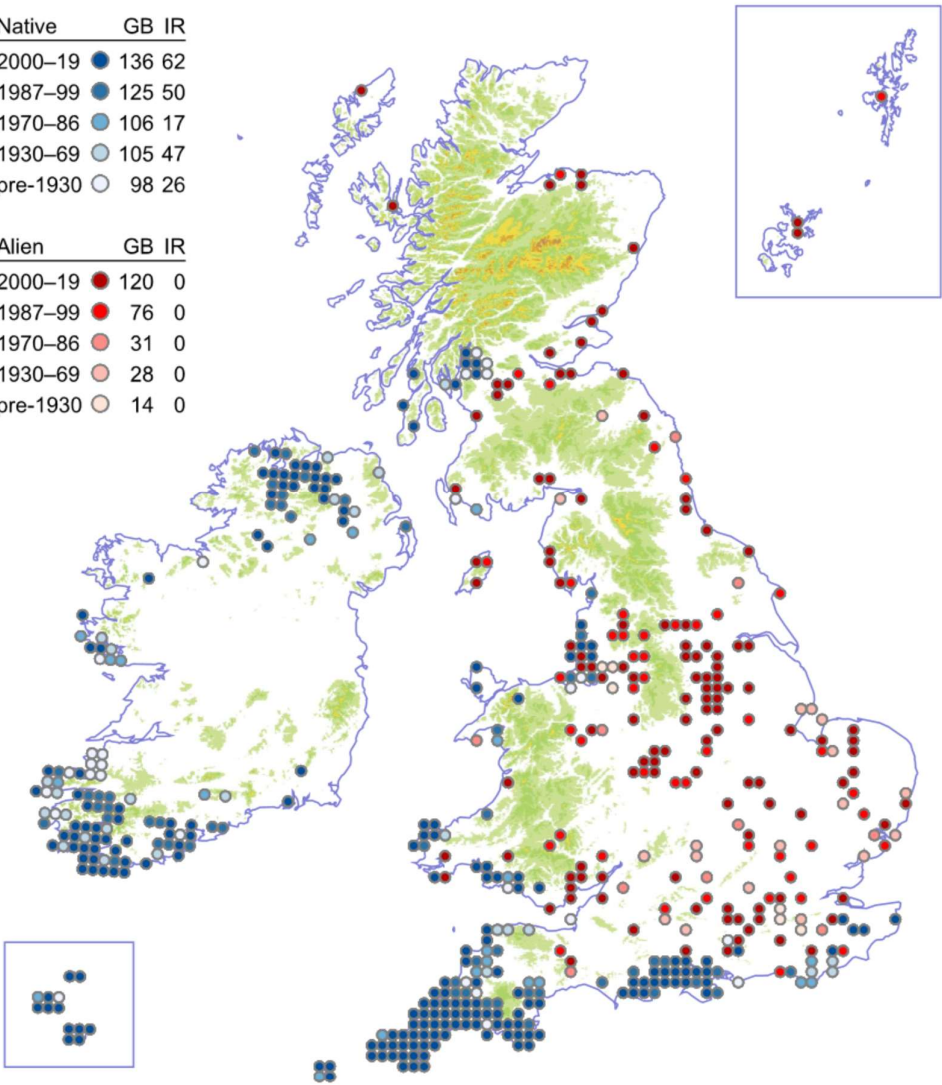 Native GB IR
2000–19 136 62
1987–99 125 50
1970–86 106 17
1930–69 105 47
pre-1930 98 26
Alien GB IR
2000–19 120 0
1987–99 76 0
1970–86 31 0
1930–69 28 0
pre-1930 14 0